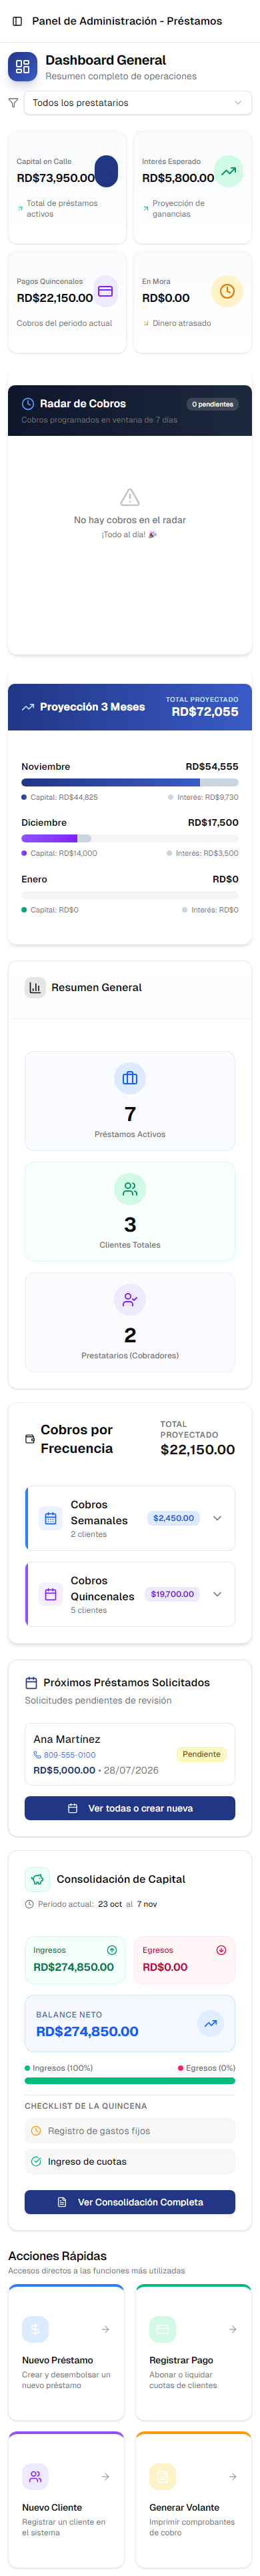 Panel de Administración - Préstamos
Dashboard General
Resumen completo de operaciones
Todos los prestatarios
Capital en Calle
RD$73,950.00
Total de préstamos
activos
Interés Esperado
RD$5,800.00
Proyección de
ganancias
Pagos Quincenales
RD$22,150.00
Cobros del periodo actual
En Mora
RD$0.00
Dinero atrasado
Radar de Cobros
0 pendientes
Cobros programados en ventana de 7 días
No hay cobros en el radar
¡Todo al día! 🎉
Proyección 3 Meses
TOTAL PROYECTADO
RD$72,055
Noviembre
RD$54,555
Capital: RD$44,825
Interés: RD$9,730
Diciembre
RD$17,500
Capital: RD$14,000
Interés: RD$3,500
Enero
RD$0
Capital: RD$0
Interés: RD$0
Resumen General
7
Préstamos Activos
3
Clientes Totales
2
Prestatarios (Cobradores)
Cobros por
Frecuencia
TOTAL
PROYECTADO
$22,150.00
Cobros
Semanales
2 clientes
$2,450.00
Cobros
Quincenales
5 clientes
$19,700.00
Próximos Préstamos Solicitados
Solicitudes pendientes de revisión
Ana Martínez
809-555-0100
RD$5,000.00 • 28/07/2026
Pendiente
Ver todas o crear nueva
Consolidación de Capital
Período actual: 23 oct al 7 nov
Ingresos
RD$274,850.00
Egresos
RD$0.00
BALANCE NETO
RD$274,850.00
Ingresos (100%)
Egresos (0%)
CHECKLIST DE LA QUINCENA
Registro de gastos fijos
Ingreso de cuotas
Ver Consolidación Completa
Acciones Rápidas
Accesos directos a las funciones más utilizadas
Nuevo Préstamo
Crear y desembolsar un
nuevo préstamo
Registrar Pago
Abonar o liquidar
cuotas de clientes
Nuevo Cliente
Registrar un cliente en
el sistema
Generar Volante
Imprimir comprobantes
de cobro